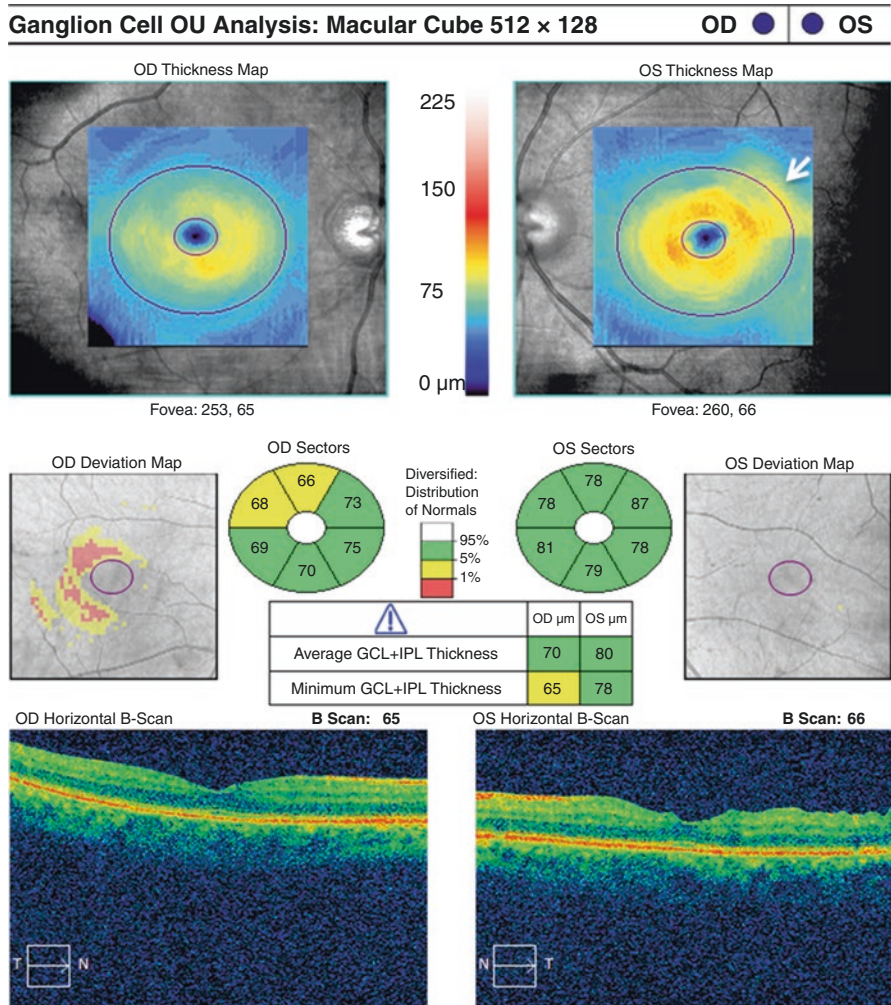 Ganglion Cell OU Analysis: Macular Cube 512 × 128 OD OS
OD Thickness Map
OS Thickness Map
225
150
75
0 µm
Fovea: 253, 65
Fovea: 260, 66
OD Deviation Map
OD Sectors
66
68
73
69
75
70
Diversified:
Distribution
of Normals
95%
5%
1%
OS Sectors
78
78
87
81
78
79
OS Deviation Map
OD µm OS µm
Average GCL+IPL Thickness 70 80
Minimum GCL+IPL Thickness 65 78
OD Horizontal B-Scan B Scan: 65
OS Horizontal B-Scan B Scan: 66
T N
N T